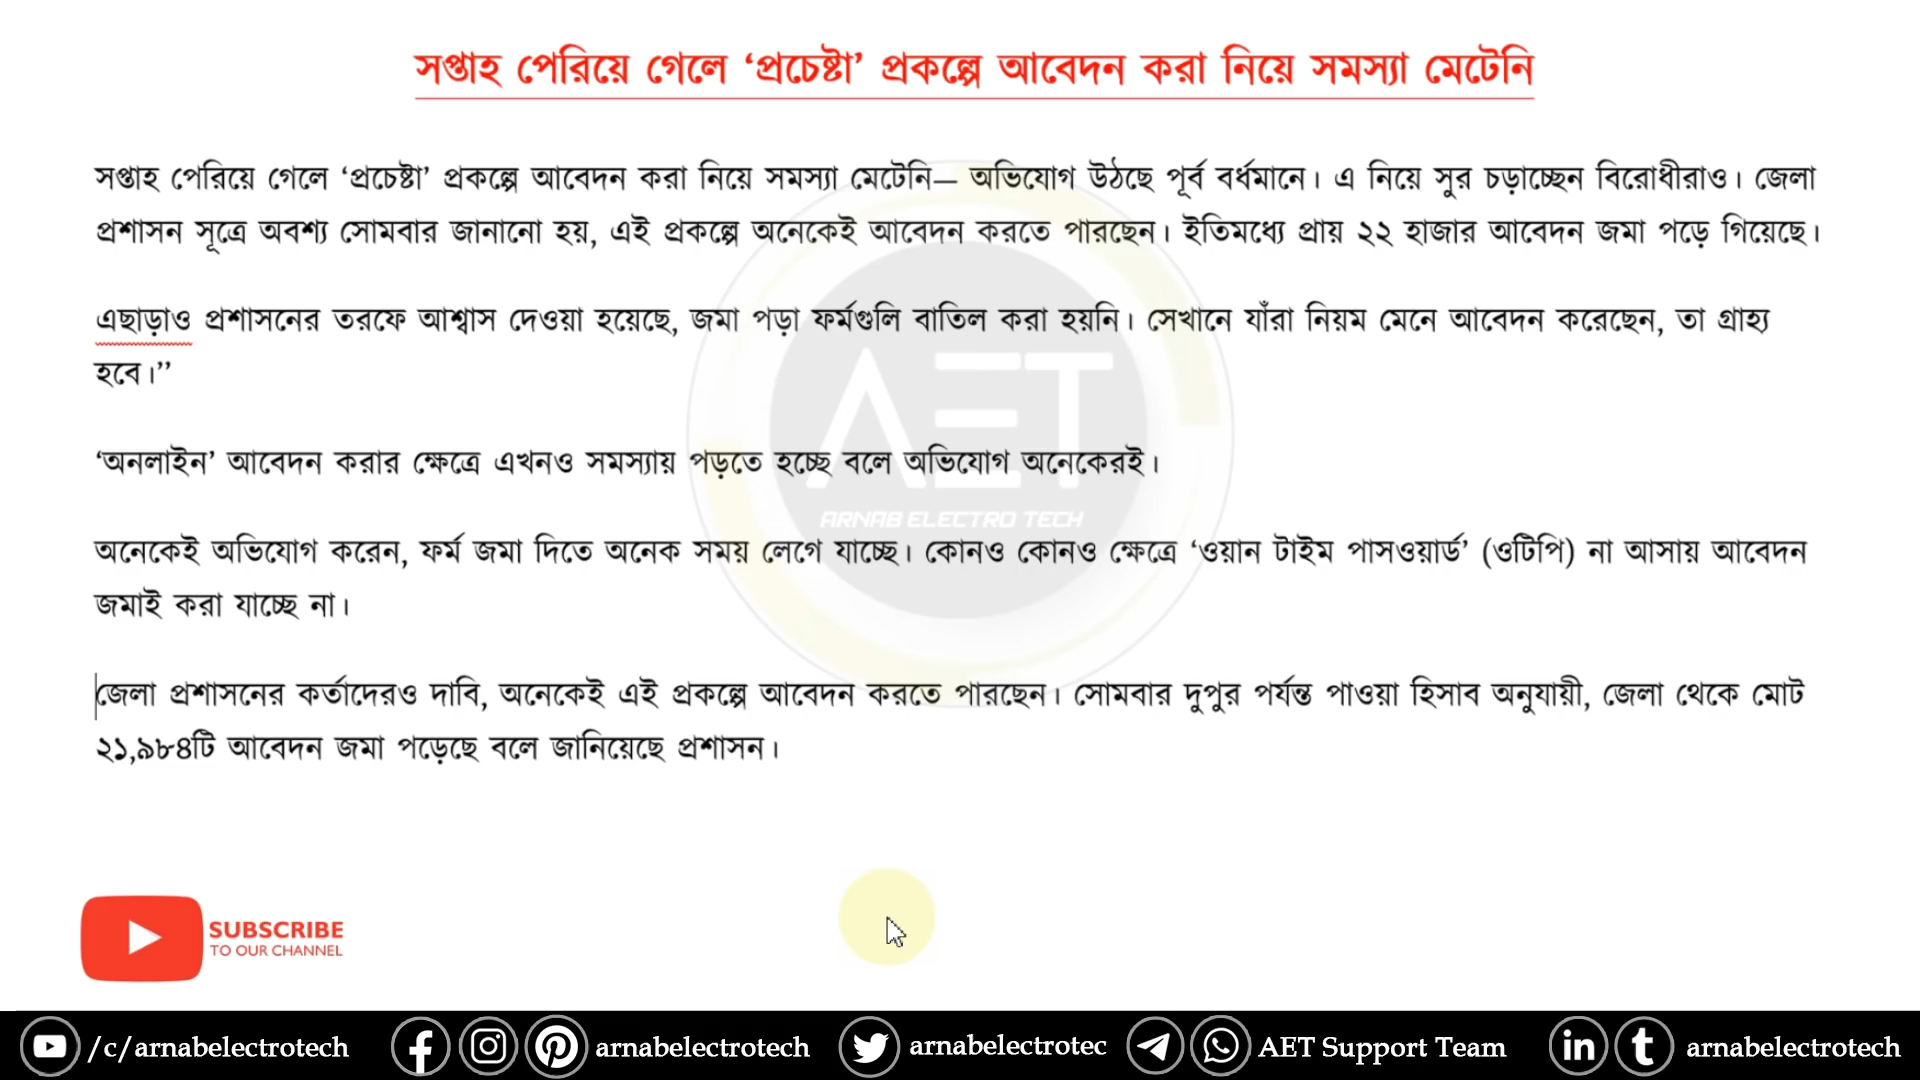 সপ্তাহ পেরিয়ে গেলে ‘প্রচেষ্টা’ প্রকল্পে আবেদন করা নিয়ে সমস্যা মেটেনি
সপ্তাহ পেরিয়ে গেলে ‘প্রচেষ্টা’ প্রকল্পে আবেদন করা নিয়ে সমস্যা মেটেনি— অভিযোগ উঠছে পূর্ব বর্ধমানে। এ নিয়ে সুর চড়াচ্ছেন বিরোধীরাও। জেলা
প্রশাসন সূত্রে অবশ্য সোমবার জানানো হয়, এই প্রকল্পে অনেকেই আবেদন করতে পারছেন। ইতিমধ্যে প্রায় ২২ হাজার আবেদন জমা পড়ে গিয়েছে।
এছাড়াও প্রশাসনের তরফে আশ্বাস দেওয়া হয়েছে, জমা পড়া ফর্মগুলি বাতিল করা হয়নি। সেখানে যাঁরা নিয়ম মেনে আবেদন করেছেন, তা গ্রাহ্য
হবে।’’
‘অনলাইন’ আবেদন করার ক্ষেত্রে এখনও সমস্যায় পড়তে হচ্ছে বলে অভিযোগ অনেকেরই।
AET
ARNAB ELECTRO TECH
অনেকেই অভিযোগ করেন, ফর্ম জমা দিতে অনেক সময় লেগে যাচ্ছে। কোনও কোনও ক্ষেত্রে ‘ওয়ান টাইম পাসওয়ার্ড’ (ওটিপি) না আসায় আবেদন
জমাই করা যাচ্ছে না।
জেলা প্রশাসনের কর্তাদেরও দাবি, অনেকেই এই প্রকল্পে আবেদন করতে পারছেন। সোমবার দুপুর পর্যন্ত পাওয়া হিসাব অনুযায়ী, জেলা থেকে মোট
২১,৯৮৪টি আবেদন জমা পড়েছে বলে জানিয়েছে প্রশাসন।
SUBSCRIBE
TO OUR CHANNEL
/c/arnabelectrotech arnabelectrotech arnabelectrotec AET Support Team arnabelectrotech